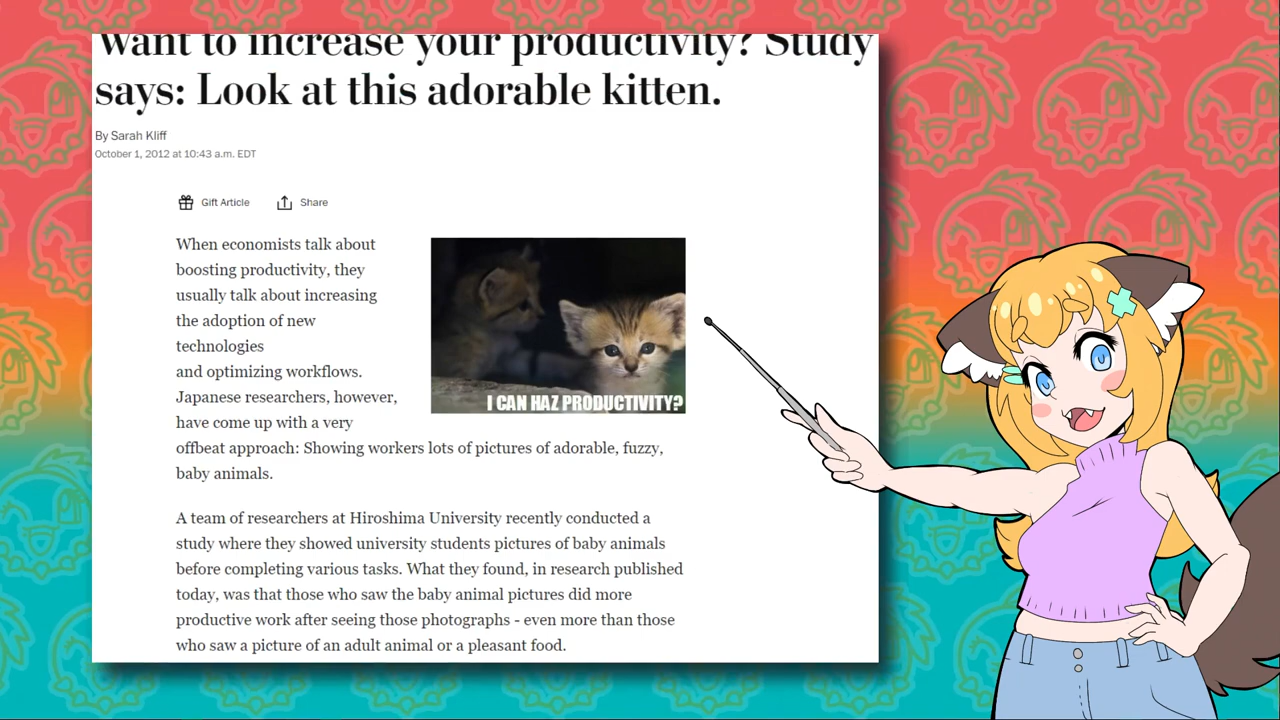 Want to increase your productivity? Study
says: Look at this adorable kitten.
By Sarah Kliff
October 1, 2012 at 10:43 a.m. EDT
Gift Article Share
When economists talk about
boosting productivity, they
usually talk about increasing
the adoption of new
technologies
and optimizing workflows.
Japanese researchers, however,
have come up with a very
offbeat approach: Showing workers lots of pictures of adorable, fuzzy,
baby animals.
I CAN HAZ PRODUCTIVITY?
A team of researchers at Hiroshima University recently conducted a
study where they showed university students pictures of baby animals
before completing various tasks. What they found, in research published
today, was that those who saw the baby animal pictures did more
productive work after seeing those photographs - even more than those
who saw a picture of an adult animal or a pleasant food.